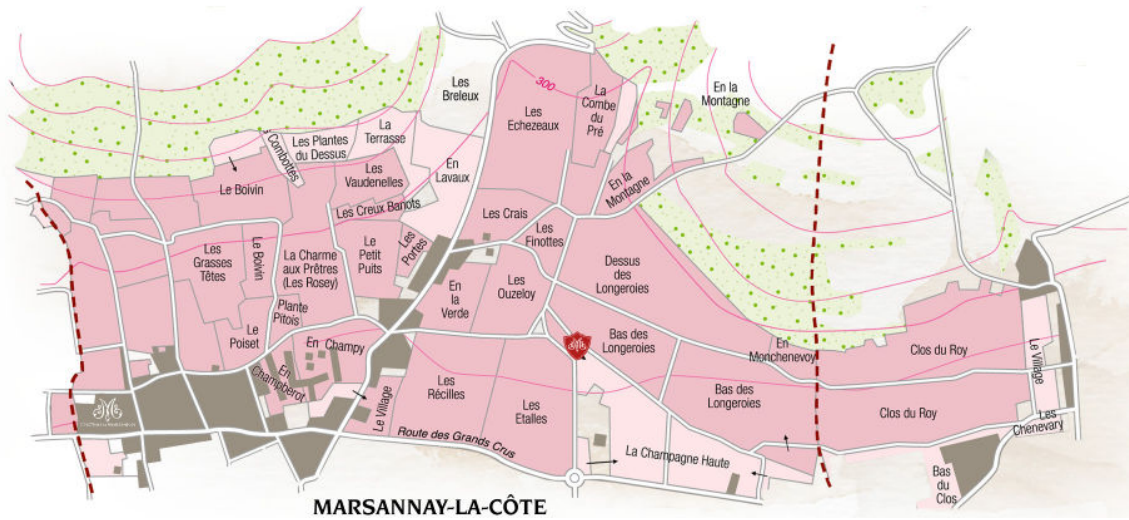 Les
Breleux
300
La
Combe
du
Pré
En la
Montagne
Les
Echezeaux
La
Terrasse
Les Plantes
du Dessus
Combottes
En
Lavaux
Le Boivin
Les
Vaudenelles
En la
Montagne
Les Creux Banots
Les Crais
Les
Finottes
Les
Grasses
Têtes
Le Boivin
La Charme
aux Prêtres
(Les Rosey)
Le
Petit
Puits
Les
Portes
Dessus
des
Longeroies
En
la
Verde
Les
Ouzeloy
Plante
Pitois
Le
Poiset
En Champy
Bas des
Longeroies
En
Monchenevoy
Clos du Roy
Le Village
En
Champberot
Le Village
Les
Récilles
Les
Etalles
Bas des
Longeroies
Clos du Roy
Les
Chenevary
Route des Grands Crus
La Champagne Haute
Bas
du
Clos
MARSANNAY-LA-CÔTE